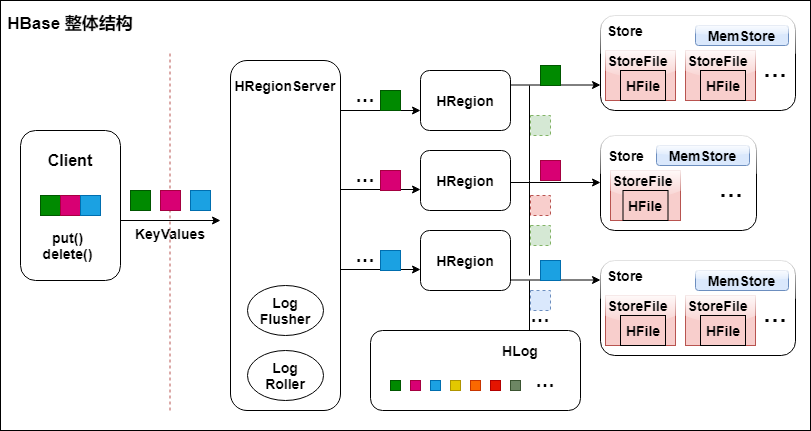 HBase 整体结构
Client
put()
delete()
KeyValues
HRegionServer
Log
Flusher
Log
Roller
...
HRegion
...
HRegion
...
HRegion
Store
MemStore
StoreFile
HFile
StoreFile
HFile
...
Store
MemStore
StoreFile
HFile
...
Store
MemStore
StoreFile
HFile
StoreFile
HFile
...
...
HLog
...